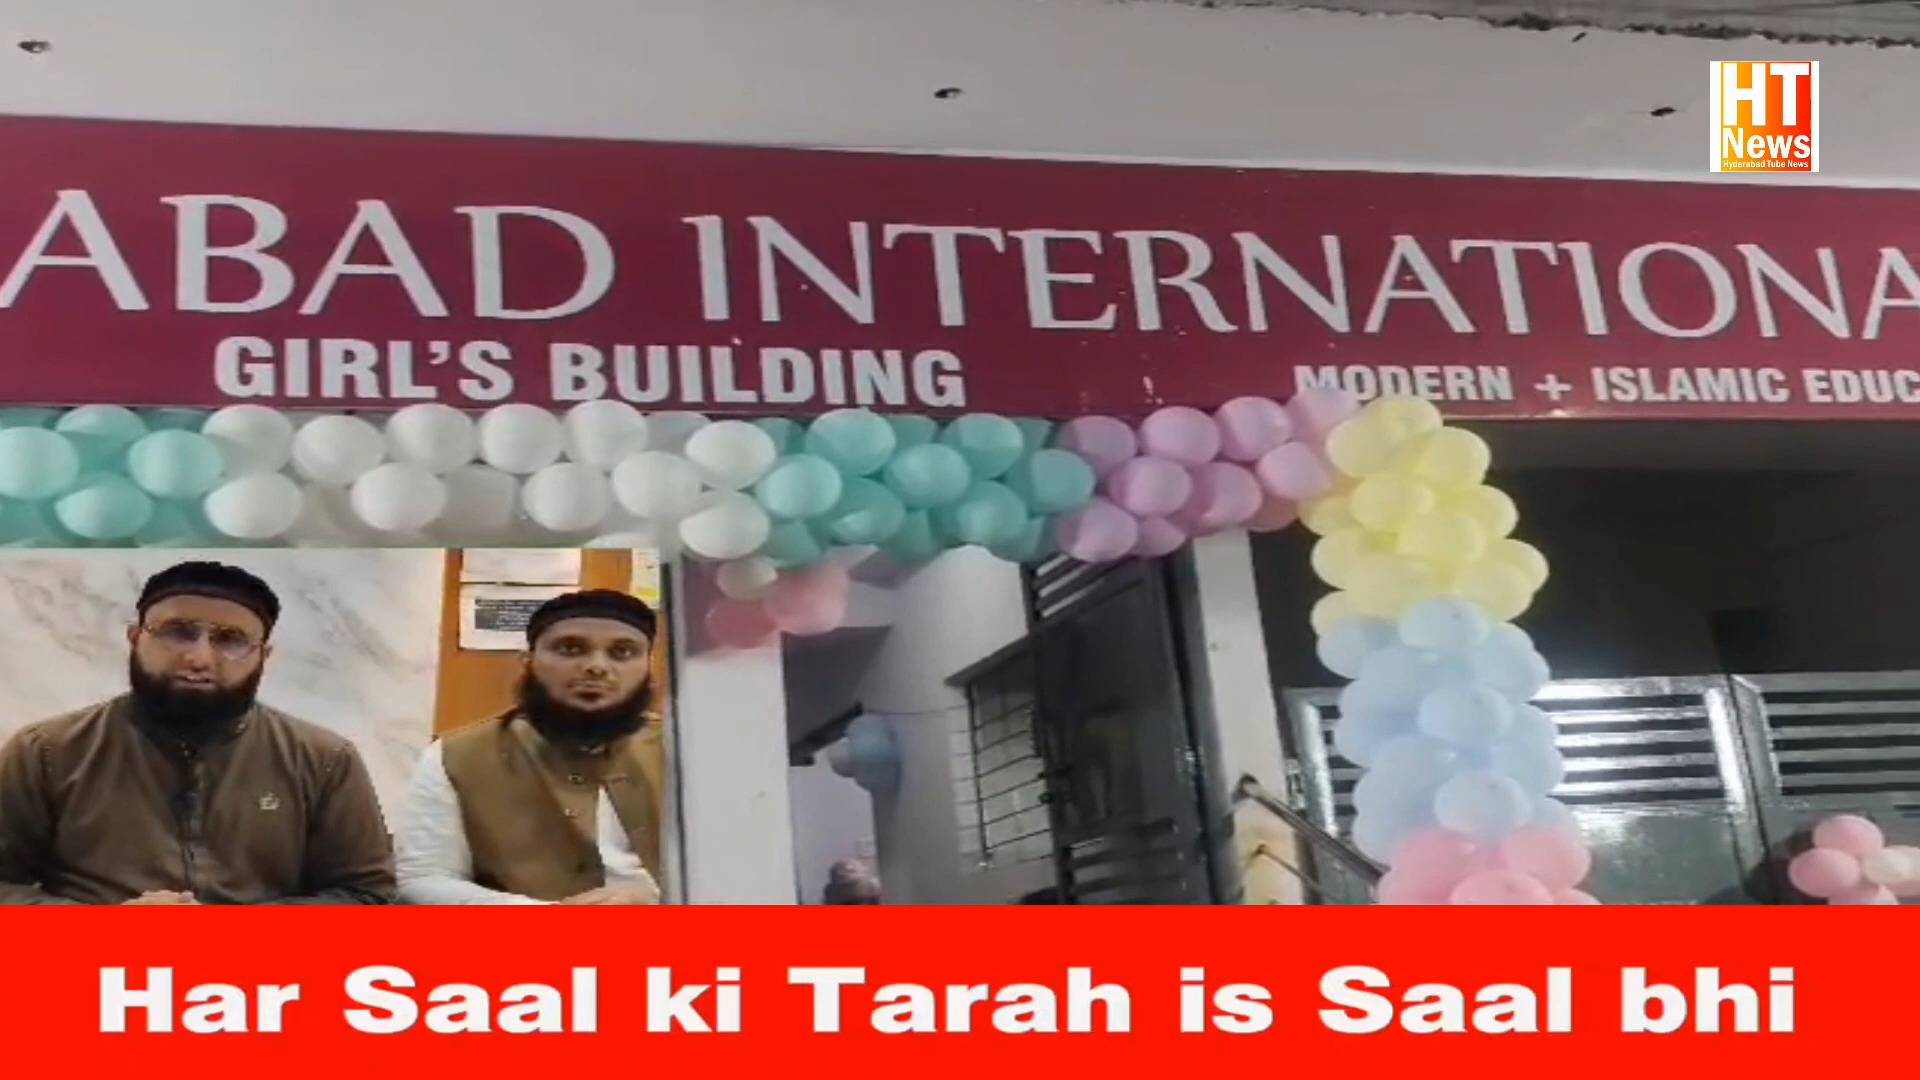 HT
News
Hyderabad Tube News
ABAD INTERNATIONA
GIRL'S BUILDING
MODERN + ISLAMIC EDUC
Har Saal ki Tarah is Saal bhi